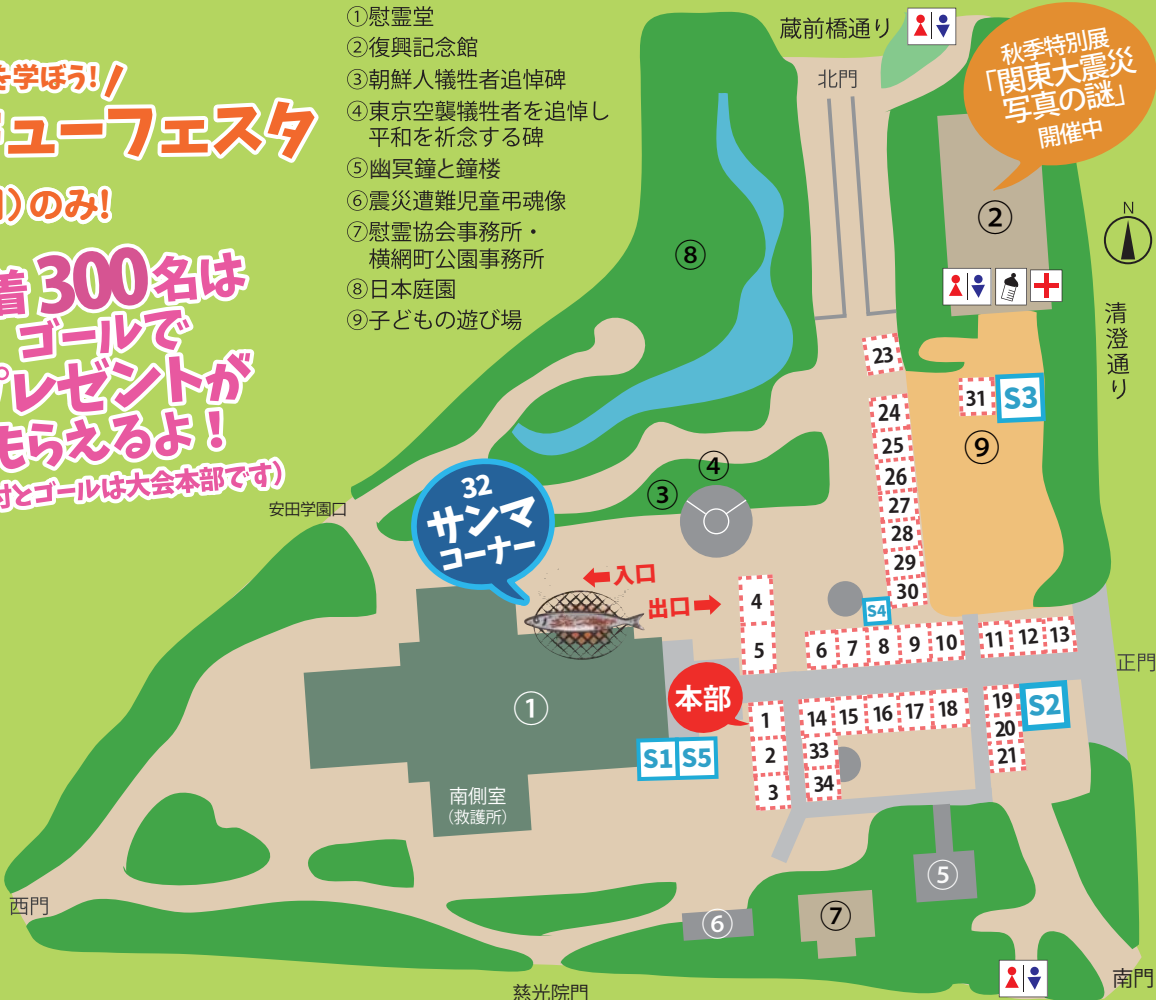 を学ぼう!
ューフェスタ
)のみ!
着300名は
ゴールで
プレゼントが
もらえるよ！
付とゴールは大会本部です）
①慰霊堂
②復興記念館
③朝鮮人犠牲者追悼碑
④東京空襲犠牲者を追悼し
平和を祈念する碑
⑤幽冥鐘と鐘楼
⑥震災遭難児童弔魂像
⑦慰霊協会事務所・
横網町公園事務所
⑧日本庭園
⑨子どもの遊び場
蔵前橋通り
北門
秋季特別展
「関東大震災
写真の謎」
開催中
②
N
清澄通り
⑧
23
24
25
26
27
28
29
30
31
S3
⑨
④
③
安田学園口
32
サンマ
コーナー
入口
出口
4
5
S4
6 7 8 9 10 11 12 13
正門
①
本部
1
2
3
14 15 16 17 18
33
34
19
20
21
S2
S1 S5
南側室
（救護所）
⑤
⑥
⑦
西門
慈光院門
南門